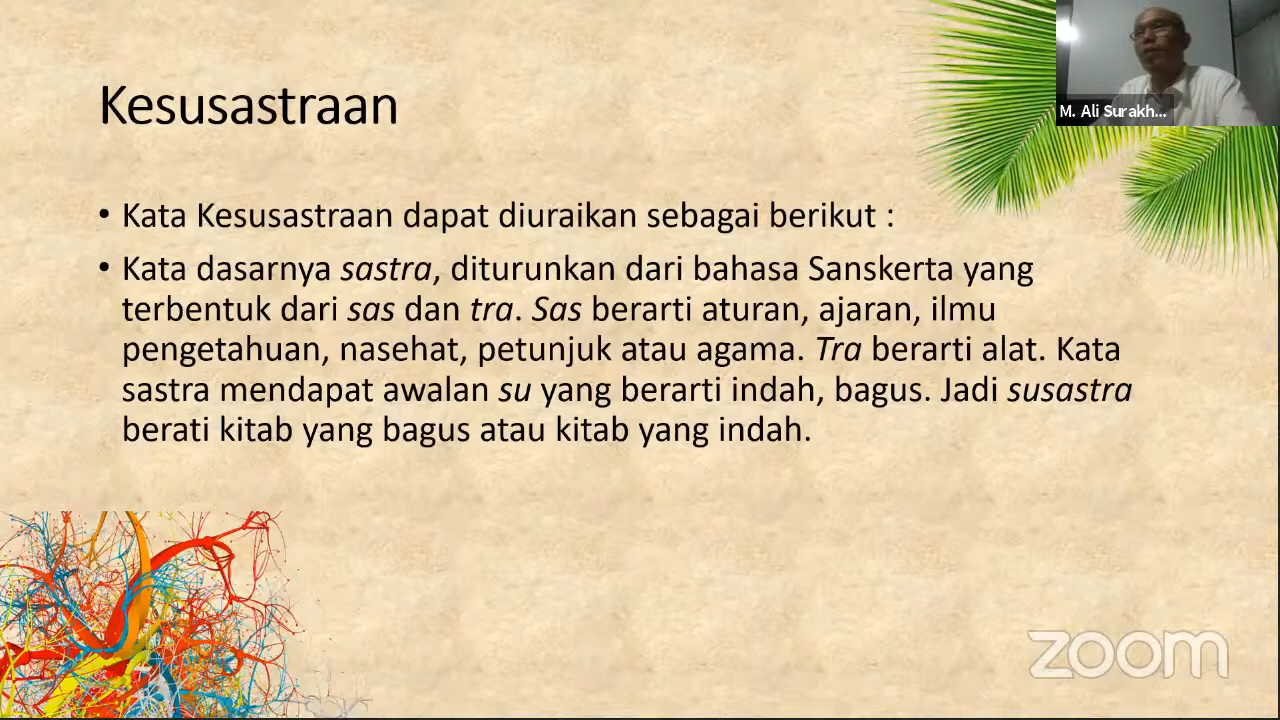 Kesusastraan
M. Ali Surakh...
• Kata Kesusastraan dapat diuraikan sebagai berikut :
• Kata dasarnya sastra, diturunkan dari bahasa Sanskerta yang
terbentuk dari sas dan tra. Sas berarti aturan, ajaran, ilmu
pengetahuan, nasehat, petunjuk atau agama. Tra berarti alat. Kata
sastra mendapat awalan su yang berarti indah, bagus. Jadi susastra
berati kitab yang bagus atau kitab yang indah.
zoom